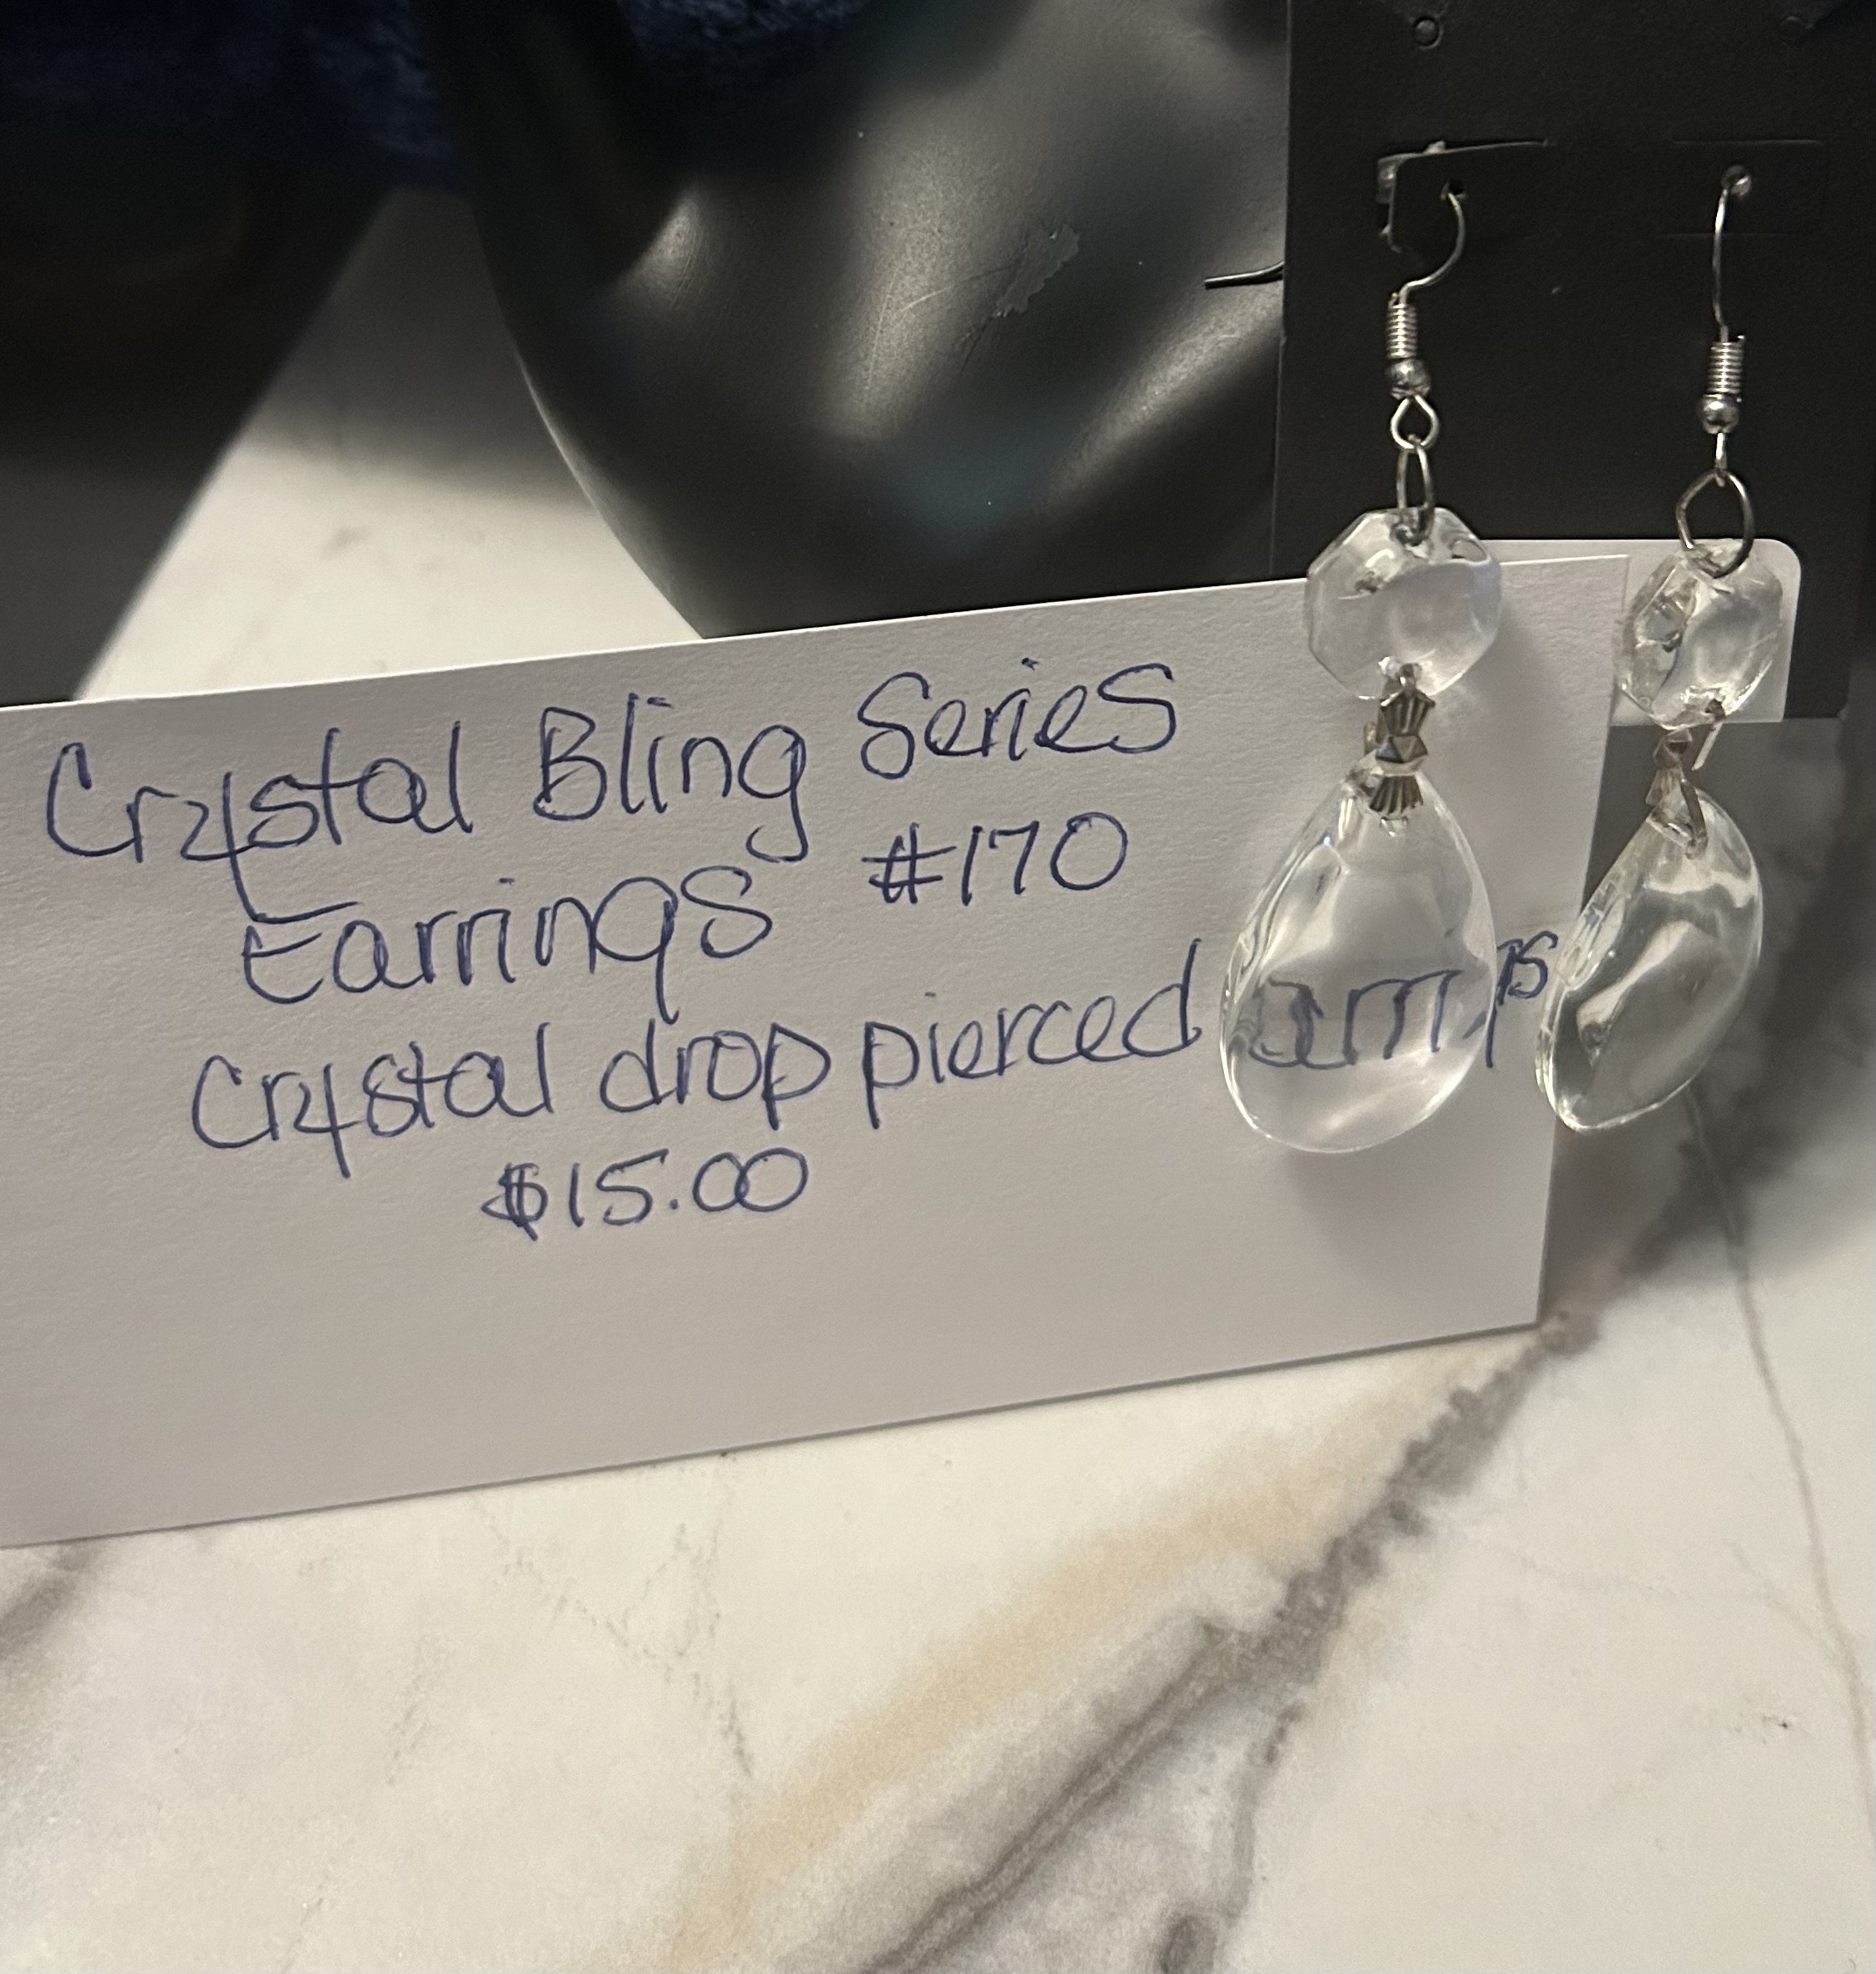 Crystal Bling Series
Earrings #170
Crystal drop pierced
$15.00